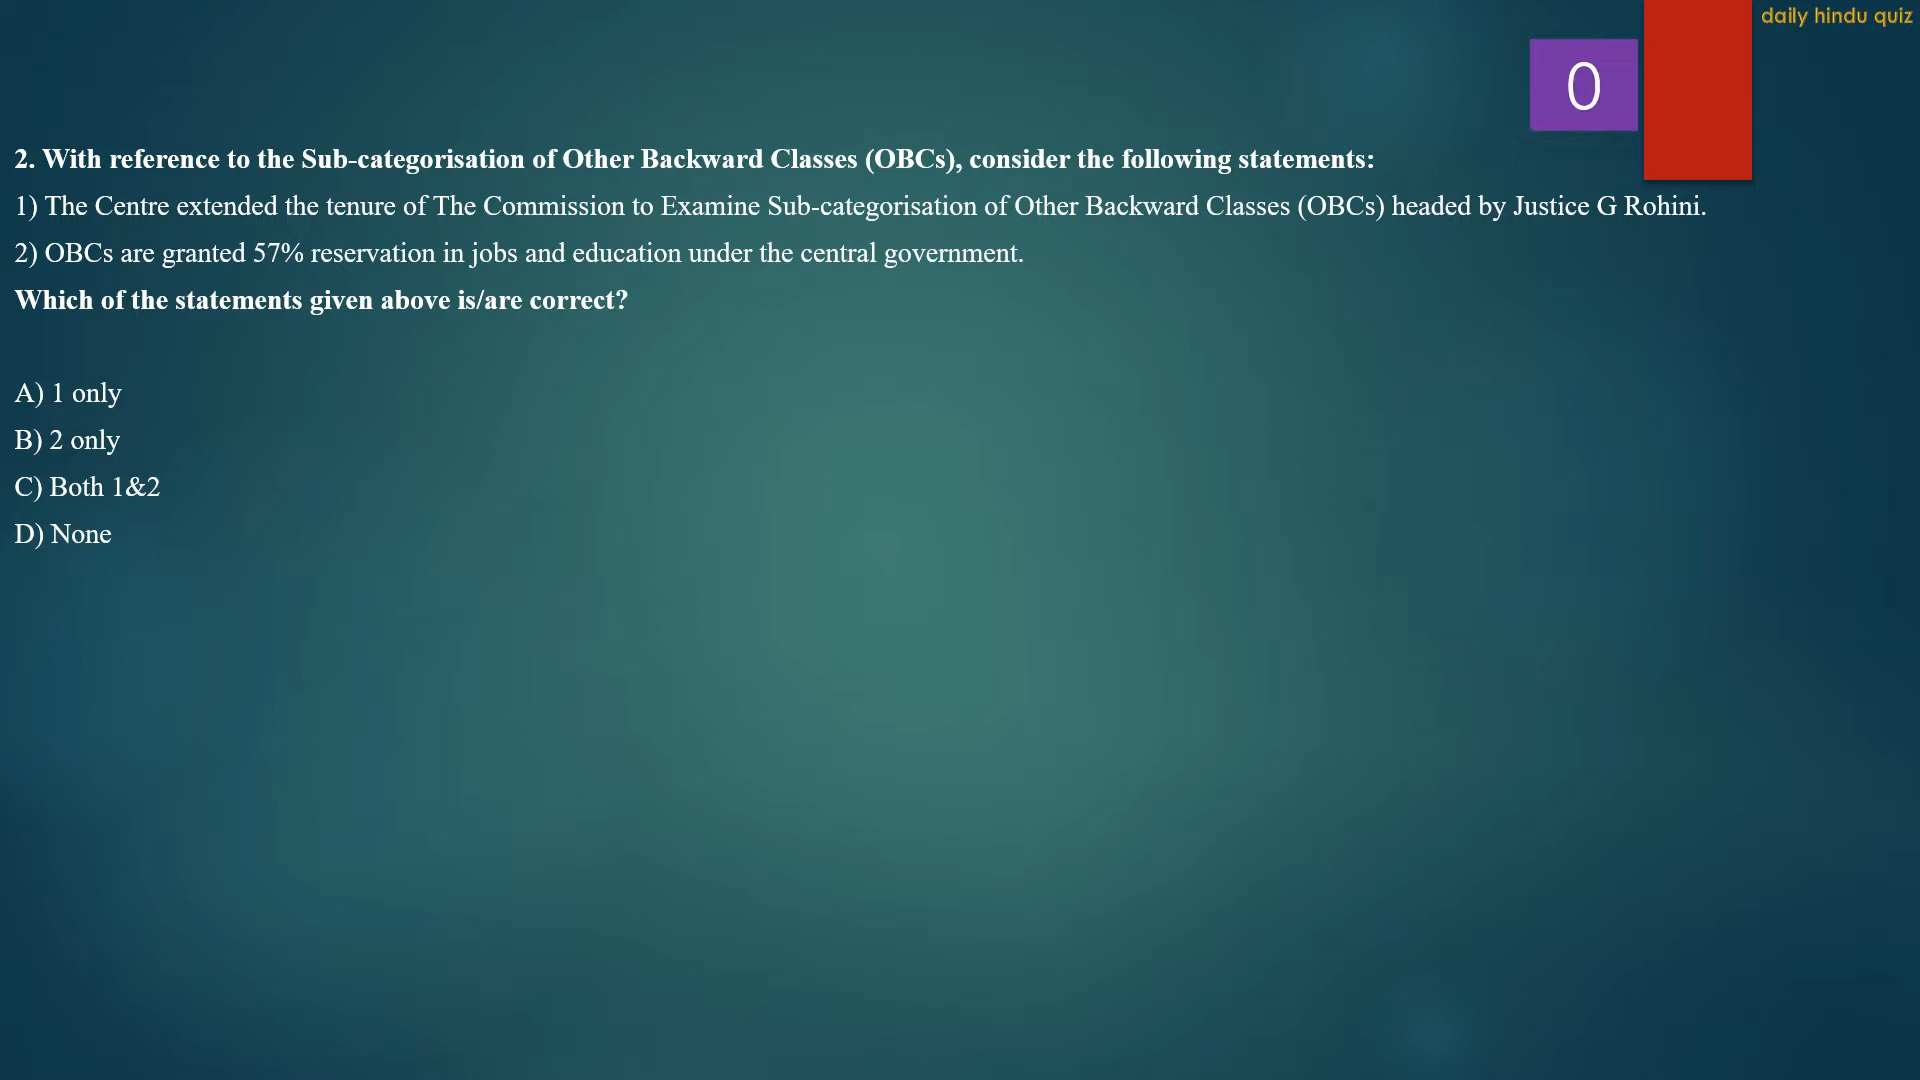 daily hindu quiz
0
2. With reference to the Sub-categorisation of Other Backward Classes (OBCs), consider the following statements:
1) The Centre extended the tenure of The Commission to Examine Sub-categorisation of Other Backward Classes (OBCs) headed by Justice G Rohini.
2) OBCs are granted 57% reservation in jobs and education under the central government.
Which of the statements given above is/are correct?
A) 1 only
B) 2 only
C) Both 1&2
D) None